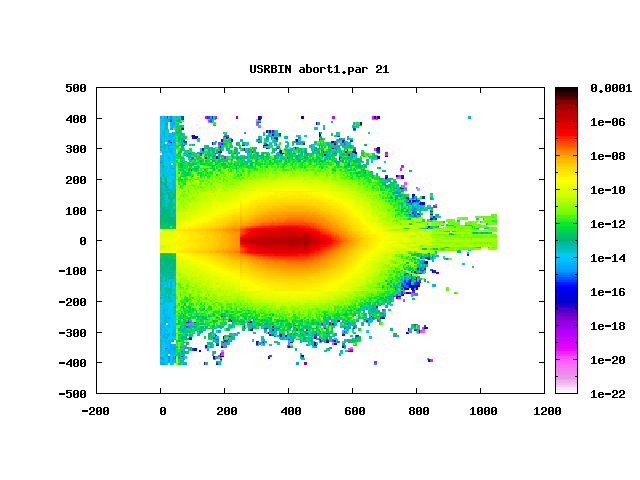 USRBIN abort1.par 21
500
400
300
200
100
0
-100
-200
-300
-400
-500
-200 0 200 400 600 800 1000 1200
0.0001
1e-06
1e-08
1e-10
1e-12
1e-14
1e-16
1e-18
1e-20
1e-22